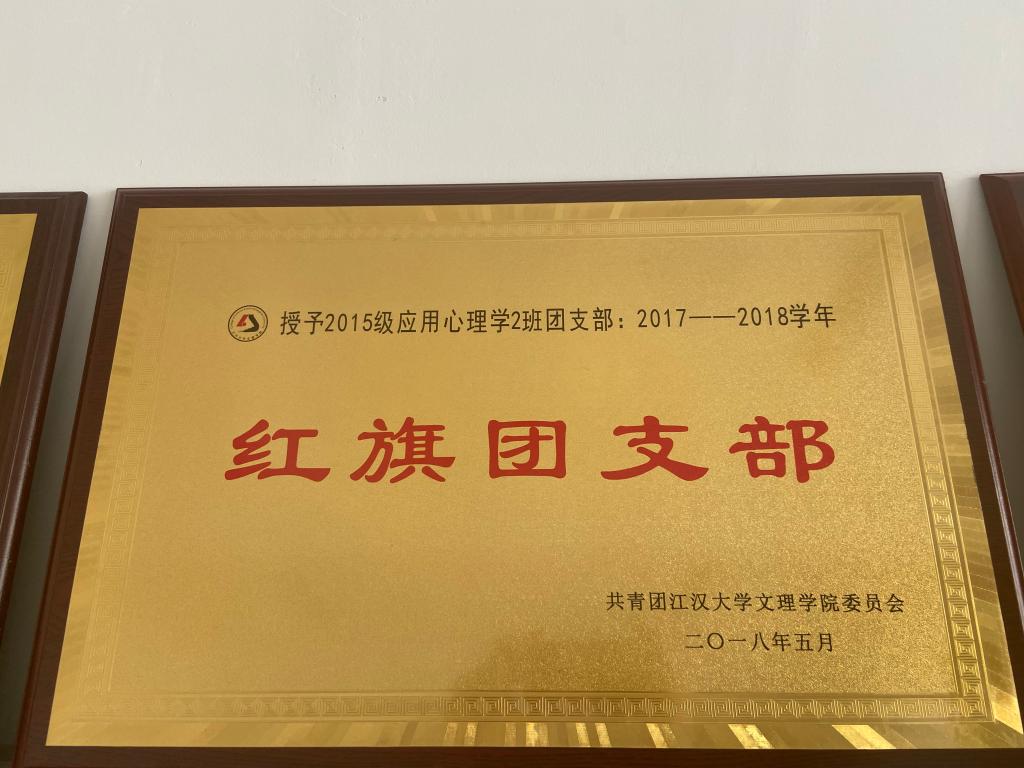 授予2015级应用心理学2班团支部：2017——2018学年
红旗团支部
共青团江汉大学文理学院委员会
二〇一八年五月